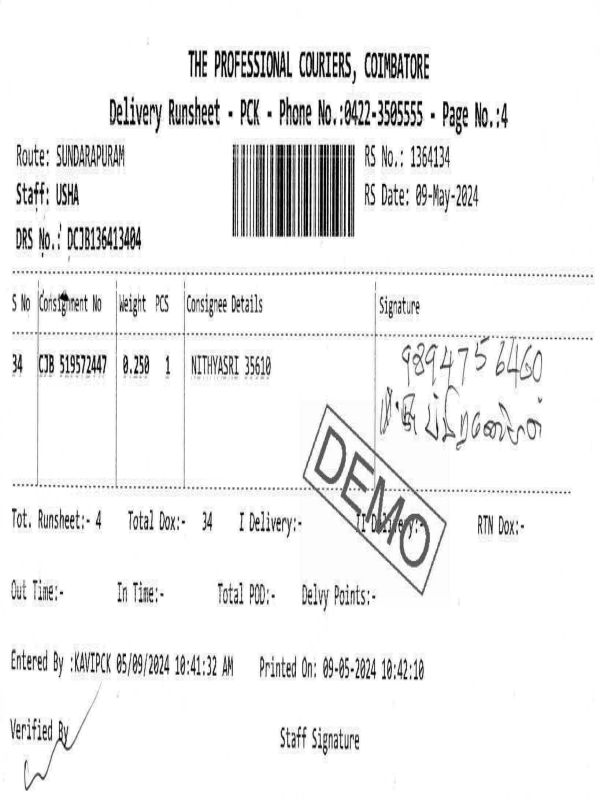 THE PROFESSIONAL COURIERS, COIMBATORE
Delivery Runsheet - PCK - Phone No.:0422-3505555 - Page No.:4
Route: SUNDARAPURAM
RS No.: 1364134
Staff: USHA
RS Date: 09-May-2024
DRS No.: DCJB136413404
S No Consignment No Weight PCS Consignee Details Signature
34 CJB 519572447 0.250 1 NITHYASRI 35610
9894756460
DEMO
Tot. Runsheet:- 4 Total Dox:- 34 I Delivery:- II Delivery:- RTN Dox:-
Out Time:- In Time:- Total POD:- Delvy Points:-
Entered By :KAVIPCK 05/09/2024 10:41:32 AM Printed On: 09-05-2024 10:42:10
Verified By
Staff Signature